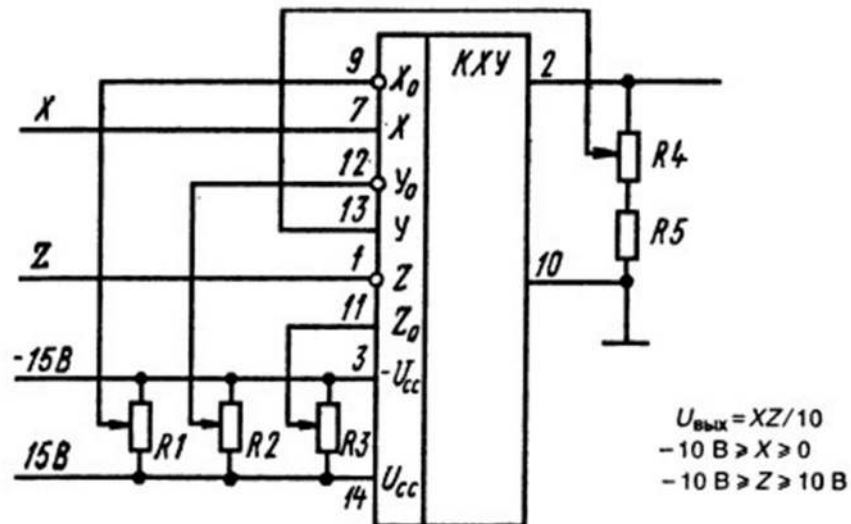 9
X₀
КХУ
2
X
7
X
12
У₀
R4
13
У
R5
Z
1
Z
10
11
Z₀
-15В
3
-Ucc
R1
R2
R3
15В
14
Ucc
Uвых = XZ/10
– 10 В ⩾ X ⩾ 0
– 10 В ⩾ Z ⩾ 10 В